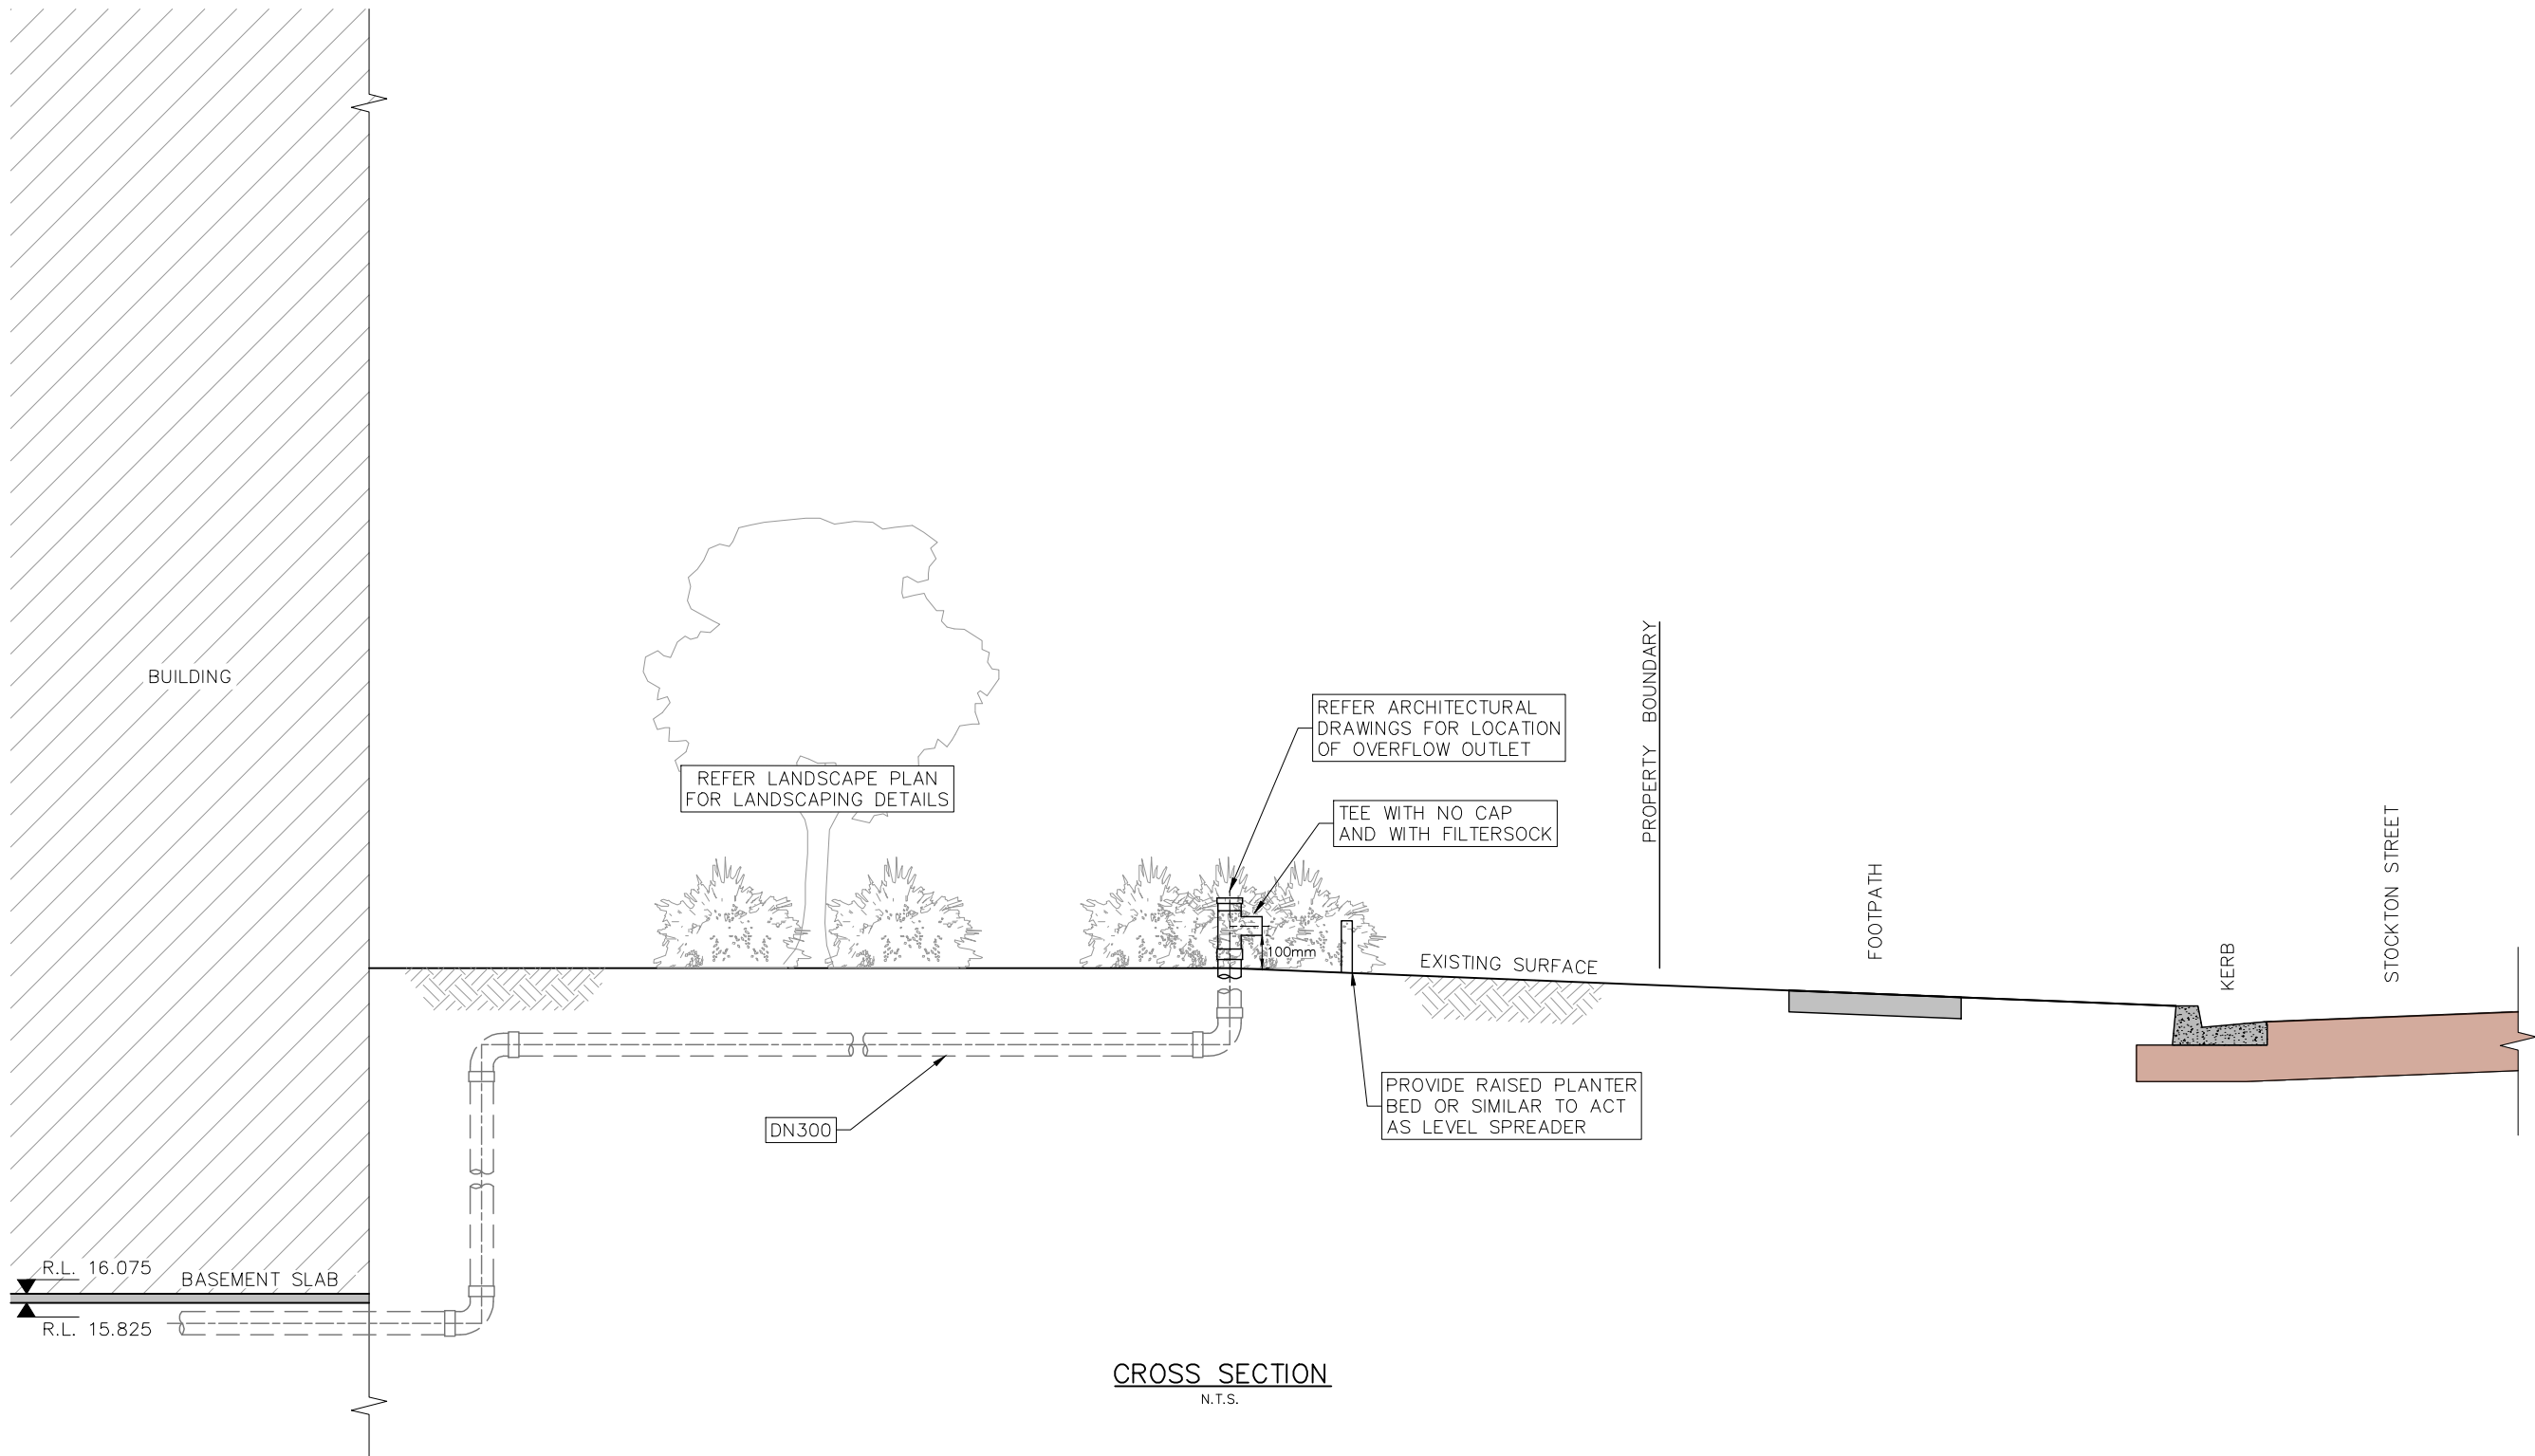 REFER ARCHITECTURAL
DRAWINGS FOR LOCATION
OF OVERFLOW OUTLET
PROPERTY BOUNDARY
BUILDING
REFER LANDSCAPE PLAN
FOR LANDSCAPING DETAILS
TEE WITH NO CAP
AND WITH FILTERSOCK
FOOTPATH
KERB
STOCKTON STREET
100mm
EXISTING SURFACE
DN300
PROVIDE RAISED PLANTER
BED OR SIMILAR TO ACT
AS LEVEL SPREADER
R.L. 16.075
BASEMENT SLAB
R.L. 15.825
CROSS SECTION
N.T.S.